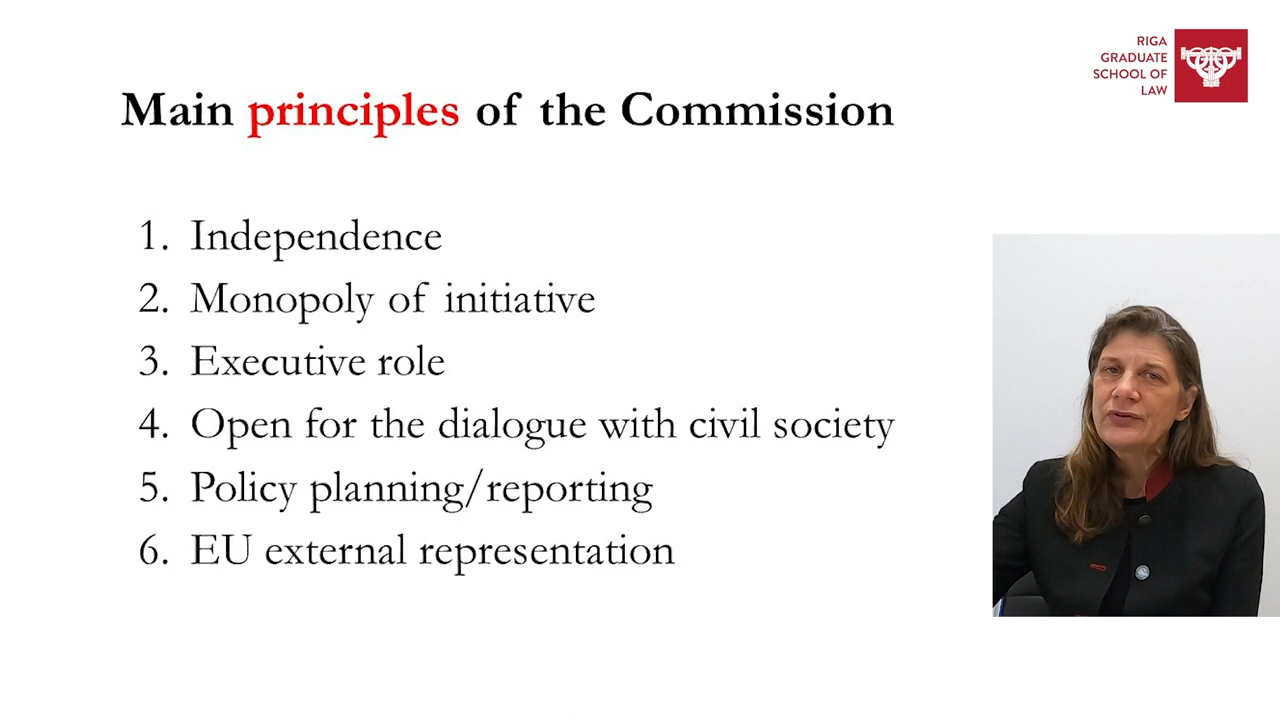 RIGA
GRADUATE
SCHOOL OF
LAW
Main principles of the Commission
1. Independence
2. Monopoly of initiative
3. Executive role
4. Open for the dialogue with civil society
5. Policy planning/reporting
6. EU external representation